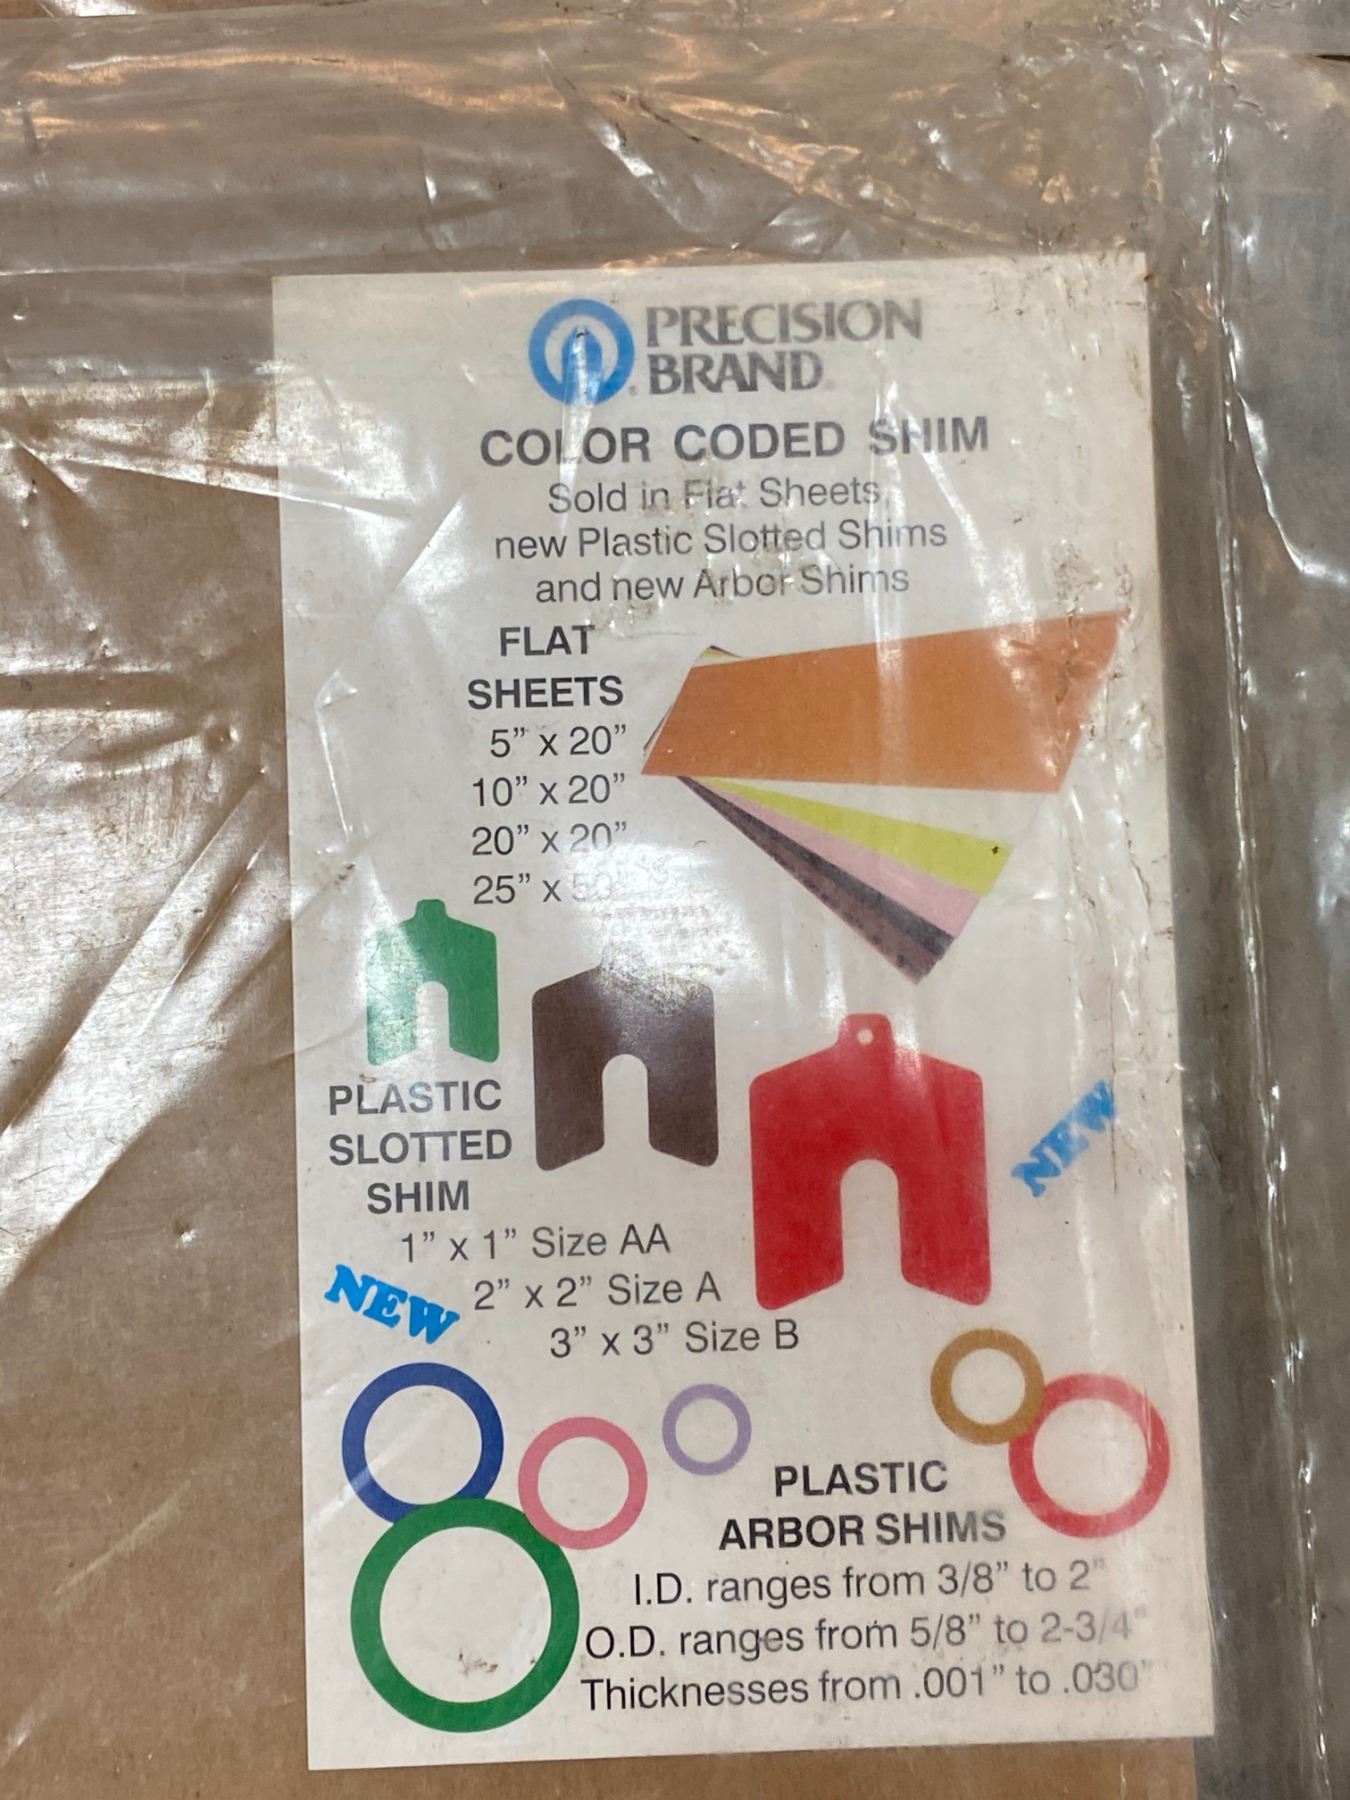 PRECISION
BRAND
COLOR CODED SHIM
Sold in Flat Sheets,
new Plastic Slotted Shims
and new Arbor Shims
FLAT
SHEETS
5” x 20”
10” x 20”
20” x 20”
25” x 50”
PLASTIC
SLOTTED
SHIM
NEW
1” x 1” Size AA
NEW
2” x 2” Size A
3” x 3” Size B
PLASTIC
ARBOR SHIMS
I.D. ranges from 3/8” to 2”
O.D. ranges from 5/8” to 2-3/4”
Thicknesses from .001” to .030”